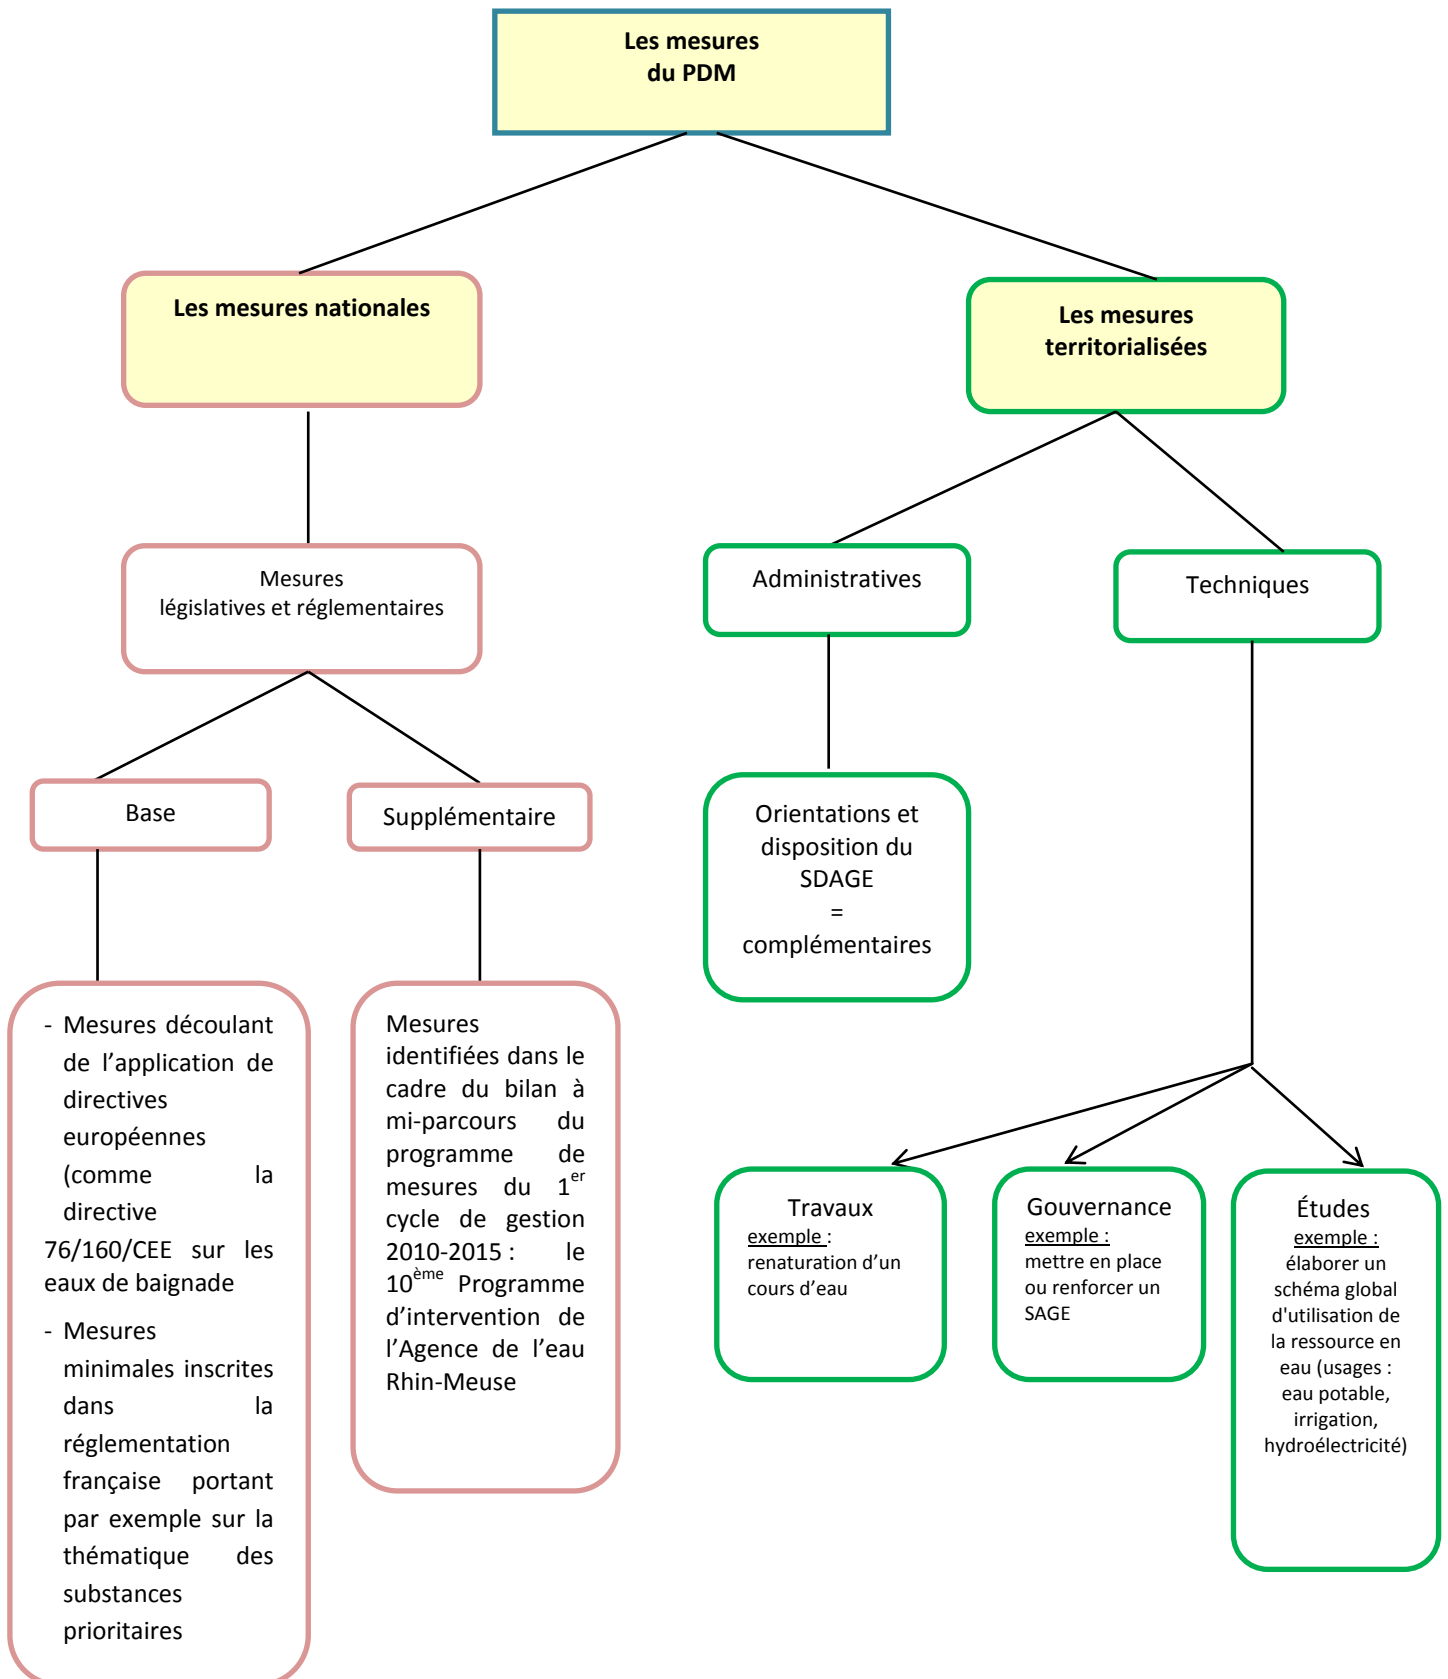 Les mesures
du PDM
Les mesures nationales
Les mesures
territorialisées
Mesures
législatives et réglementaires
Administratives
Techniques
Base
Supplémentaire
Orientations et
disposition du
SDAGE
=
complémentaires
- Mesures découlant
de l’application de
directives
européennes
(comme la
directive
76/160/CEE sur les
eaux de baignade
- Mesures
minimales inscrites
dans la
réglementation
française portant
par exemple sur la
thématique des
substances
prioritaires
Mesures
identifiées dans le
cadre du bilan à
mi-parcours du
programme de
mesures du 1er
cycle de gestion
2010-2015 : le
10ème Programme
d’intervention de
l’Agence de l’eau
Rhin-Meuse
Travaux
exemple :
renaturation d’un
cours d’eau
Gouvernance
exemple :
mettre en place
ou renforcer un
SAGE
Études
exemple :
élaborer un
schéma global
d'utilisation de
la ressource en
eau (usages :
eau potable,
irrigation,
hydroélectricité)